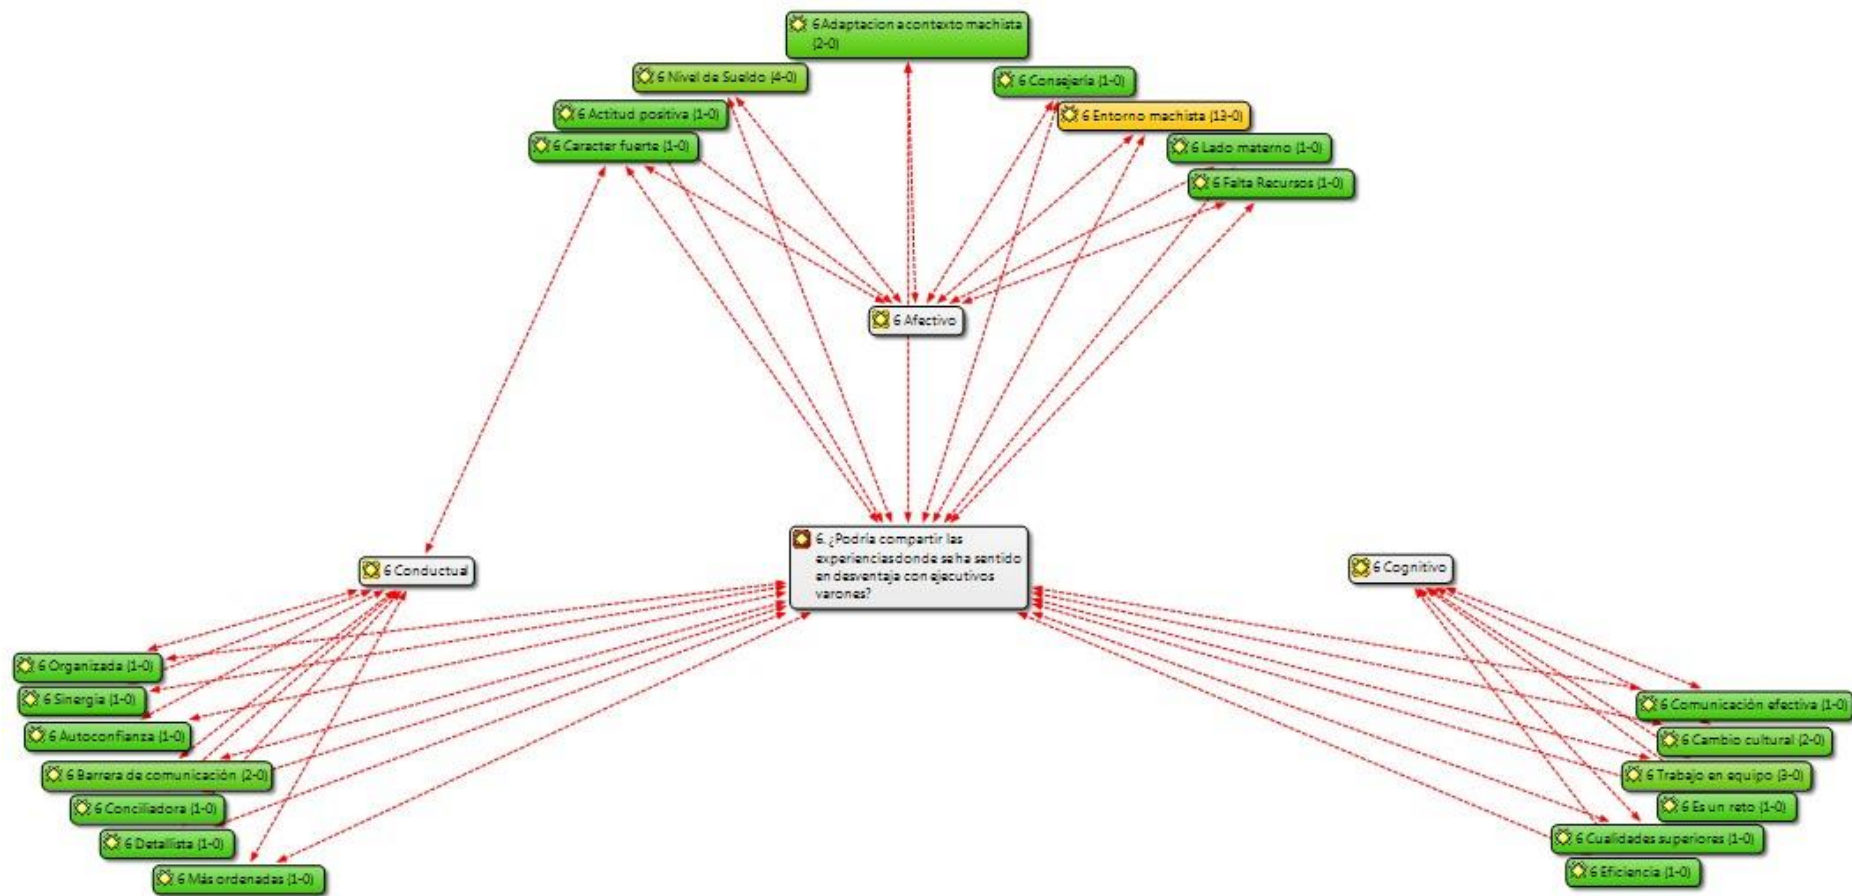 6 Adaptacion a contexto machista
(2-0)
6 Nivel de Sueldo (4-0)
6 Consejería (1-0)
6 Actitud positiva (1-0)
6 Entorno machista (13-0)
6 Caracter fuerte (1-0)
6 Lado materno (1-0)
6 Falta Recursos (1-0)
6 Afectivo
6. ¿Podría compartir las
experiencias donde se ha sentido
en desventaja con ejecutivos
varones?
6 Conductual
6 Cognitivo
6 Organizada (1-0)
6 Sinergia (1-0)
6 Autoconfianza (1-0)
6 Barrera de comunicación (2-0)
6 Conciliadora (1-0)
6 Detallista (1-0)
6 Más ordenadas (1-0)
6 Comunicación efectiva (1-0)
6 Cambio cultural (2-0)
6 Trabajo en equipo (3-0)
6 Es un reto (1-0)
6 Cualidades superiores (1-0)
6 Eficiencia (1-0)